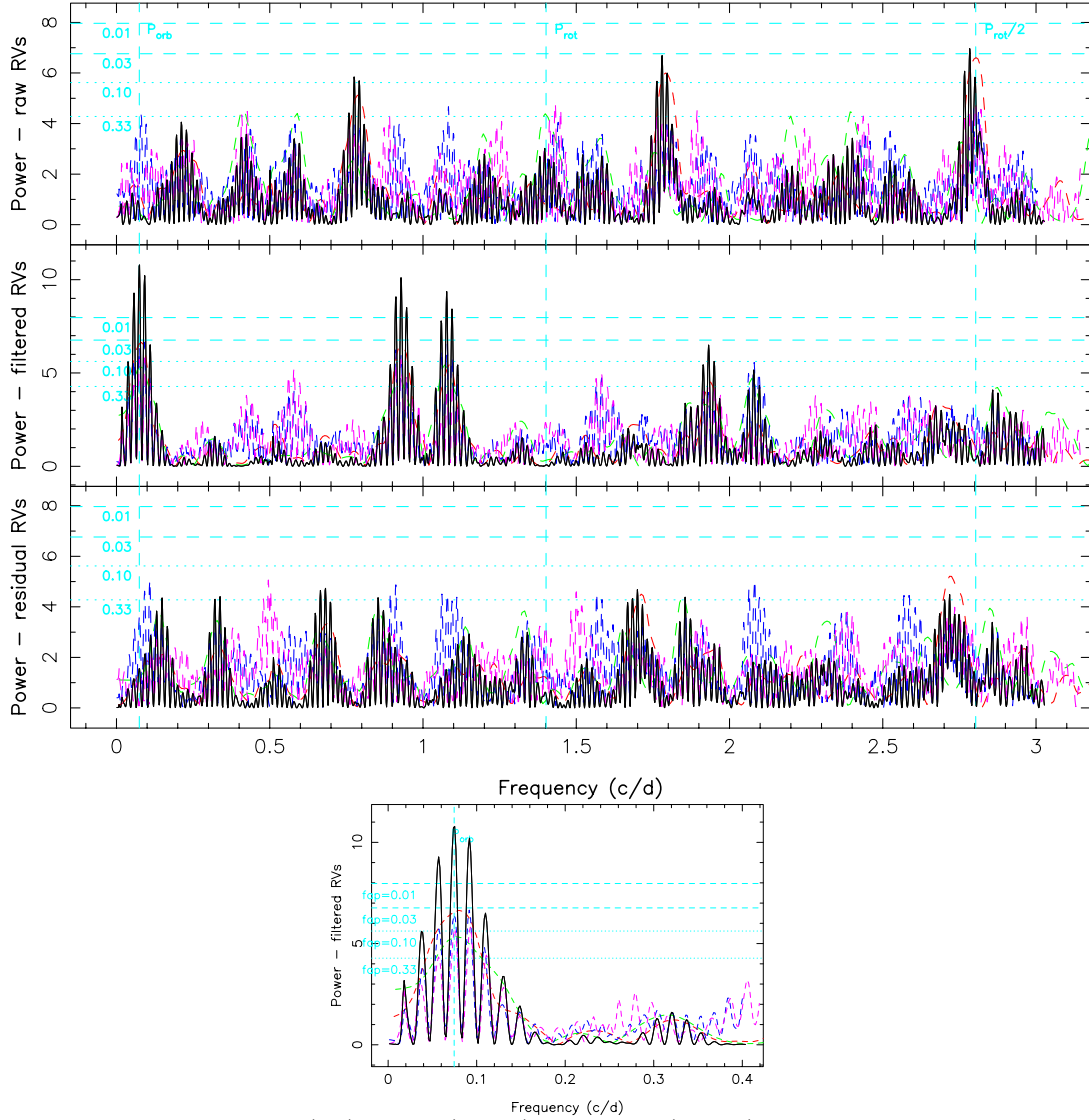 Power – raw RVs
8
6
4
2
0
0.01
0.03
0.10
0.33
P_orb
P_rot
P_rot/2
Power – filtered RVs
10
5
0
0.01
0.03
0.10
0.33
Power – residual RVs
8
6
4
2
0
0.01
0.03
0.10
0.33
0 0.5 1 1.5 2 2.5 3
Frequency (c/d)
Power – filtered RVs
10
5
0
P_orb
fap=0.01
fap=0.03
fap=0.10
fap=0.33
0 0.1 0.2 0.3 0.4
Frequency (c/d)